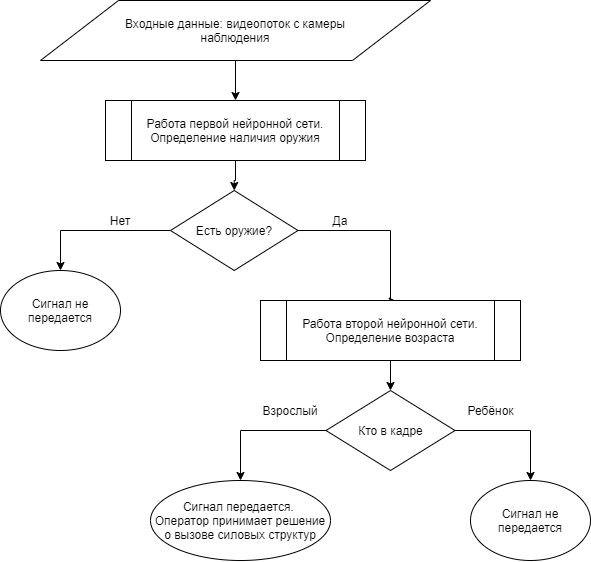 Входные данные: видеопоток с камеры
наблюдения
Работа первой нейронной сети.
Определение наличия оружия
Нет
Есть оружие?
Да
Сигнал не
передается
Работа второй нейронной сети.
Определение возраста
Взрослый
Кто в кадре
Ребёнок
Сигнал передается.
Оператор принимает решение
о вызове силовых структур
Сигнал не
передается